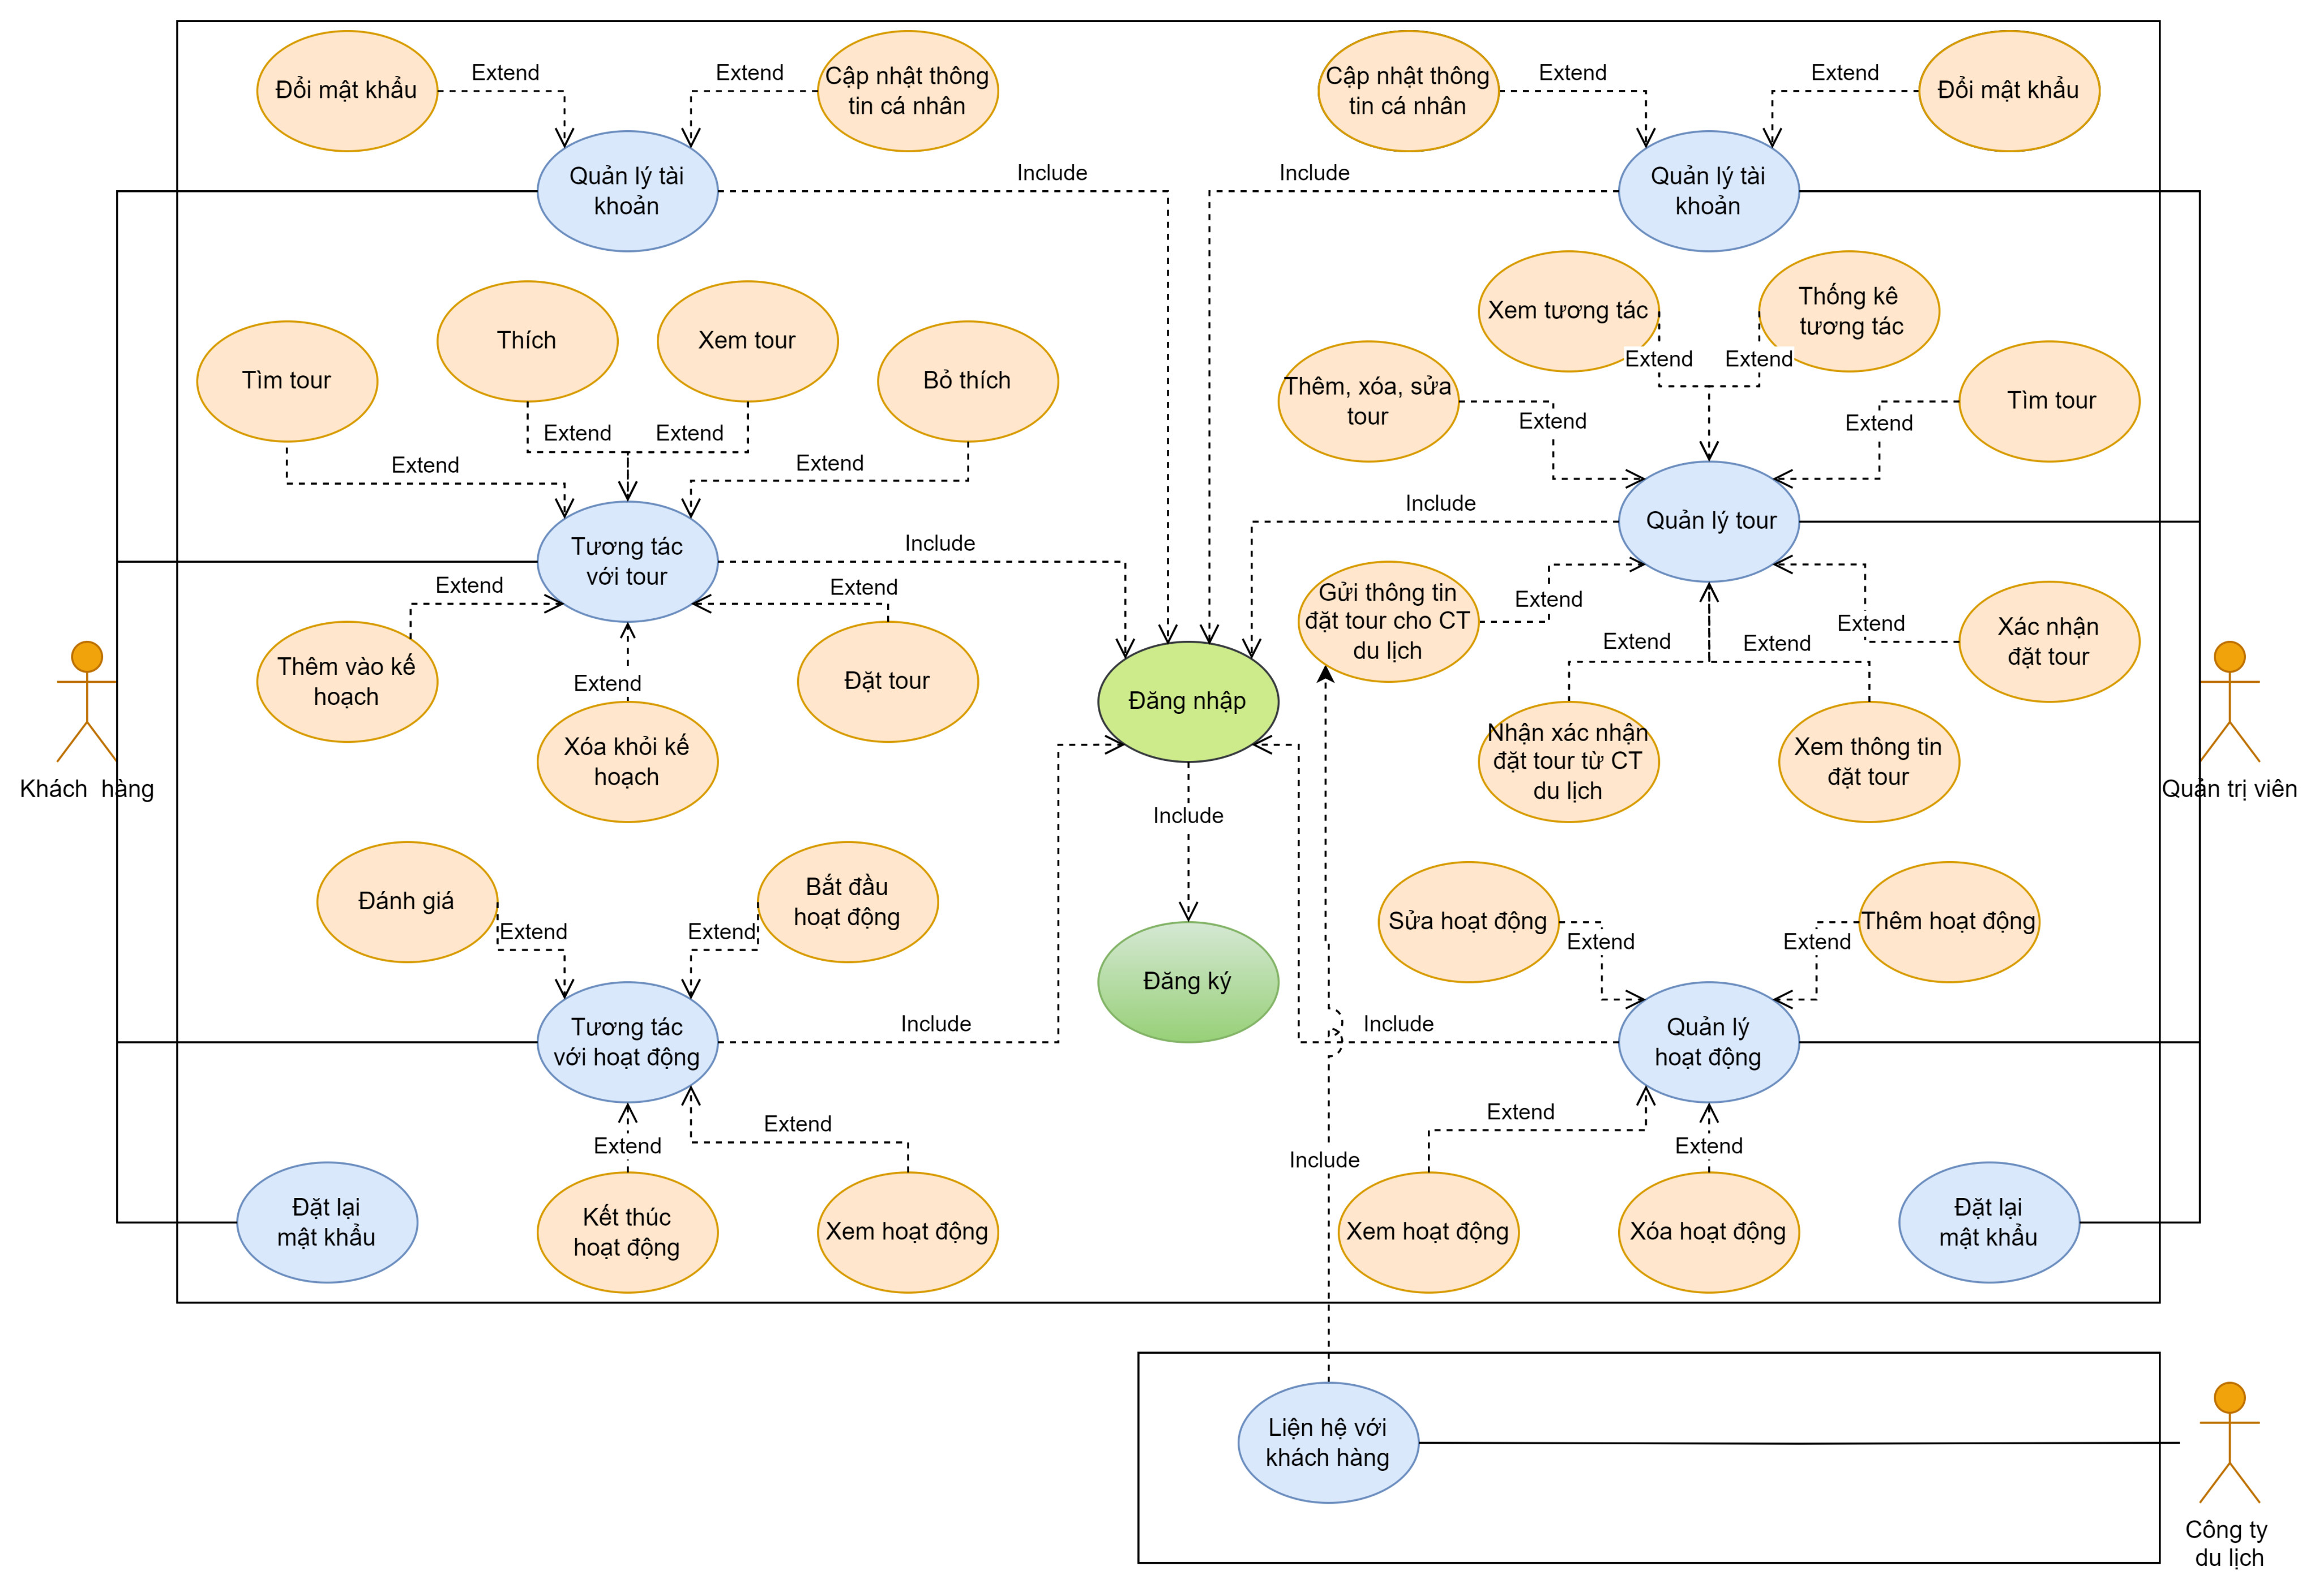 Đổi mật khẩu
Extend
Extend
Cập nhật thông
tin cá nhân
Quản lý tài
khoản
Include
Tìm tour
Thích
Xem tour
Bỏ thích
Extend
Extend
Extend
Extend
Tương tác
với tour
Include
Extend
Extend
Thêm vào kế
hoạch
Extend
Xóa khỏi kế
hoạch
Đặt tour
Khách hàng
Đánh giá
Bắt đầu
hoạt động
Extend
Extend
Tương tác
với hoạt động
Include
Extend
Extend
Đặt lại
mật khẩu
Kết thúc
hoạt động
Xem hoạt động
Đăng nhập
Include
Đăng ký
Cập nhật thông
tin cá nhân
Extend
Extend
Đổi mật khẩu
Include
Quản lý tài
khoản
Xem tương tác
Thống kê
tương tác
Extend
Extend
Thêm, xóa, sửa
tour
Extend
Extend
Tìm tour
Include
Quản lý tour
Gửi thông tin
đặt tour cho CT
du lịch
Extend
Extend
Extend
Extend
Xác nhận
đặt tour
Nhận xác nhận
đặt tour từ CT
du lịch
Xem thông tin
đặt tour
Quản trị viên
Sửa hoạt động
Extend
Extend
Thêm hoạt động
Include
Quản lý
hoạt động
Extend
Extend
Include
Xem hoạt động
Xóa hoạt động
Đặt lại
mật khẩu
Liện hệ với
khách hàng
Công ty
du lịch